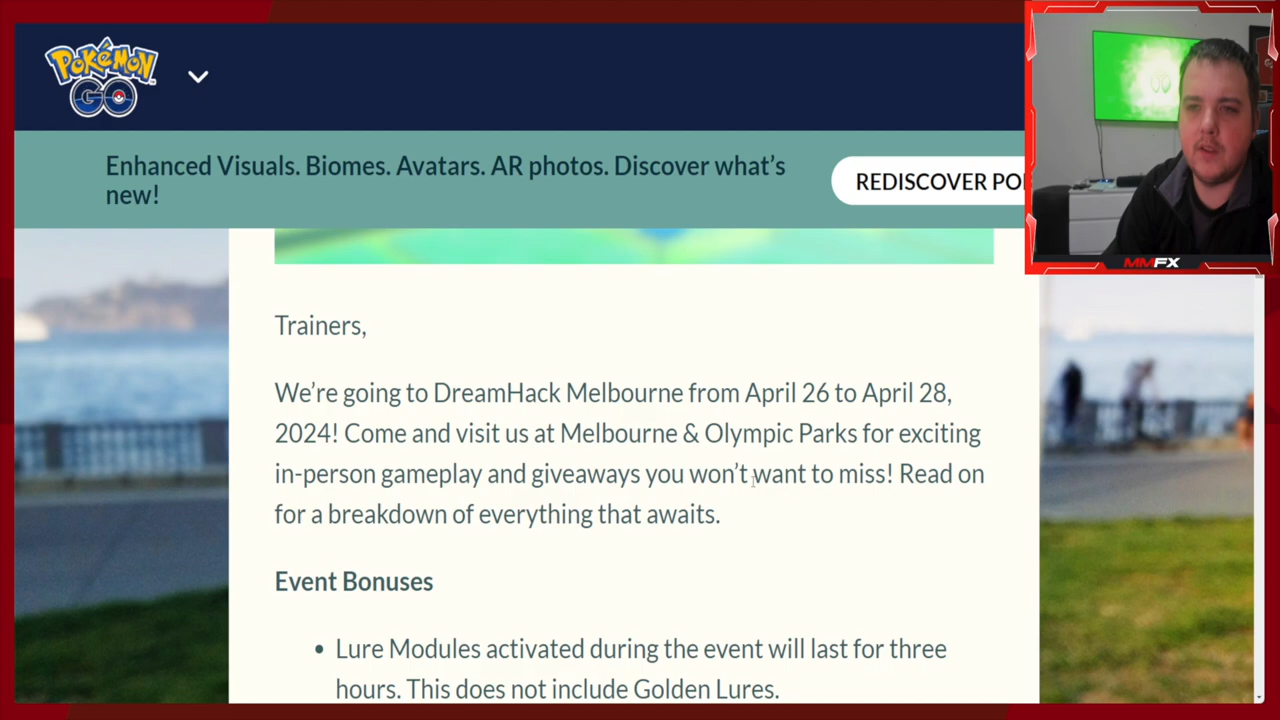 POKÉMON
GO
Enhanced Visuals. Biomes. Avatars. AR photos. Discover what's
new!
REDISCOVER
MMFX
Trainers,
We're going to DreamHack Melbourne from April 26 to April 28,
2024! Come and visit us at Melbourne & Olympic Parks for exciting
in-person gameplay and giveaways you won't want to miss! Read on
for a breakdown of everything that awaits.
Event Bonuses
• Lure Modules activated during the event will last for three
hours. This does not include Golden Lures.